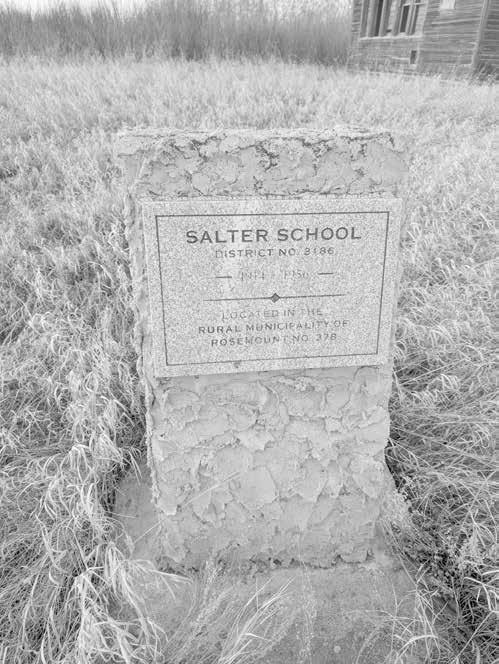 SALTER SCHOOL
DISTRICT NO. 3186
— 1914 - 1956 —
LOCATED IN THE
RURAL MUNICIPALITY OF
ROSEMOUNT NO. 378